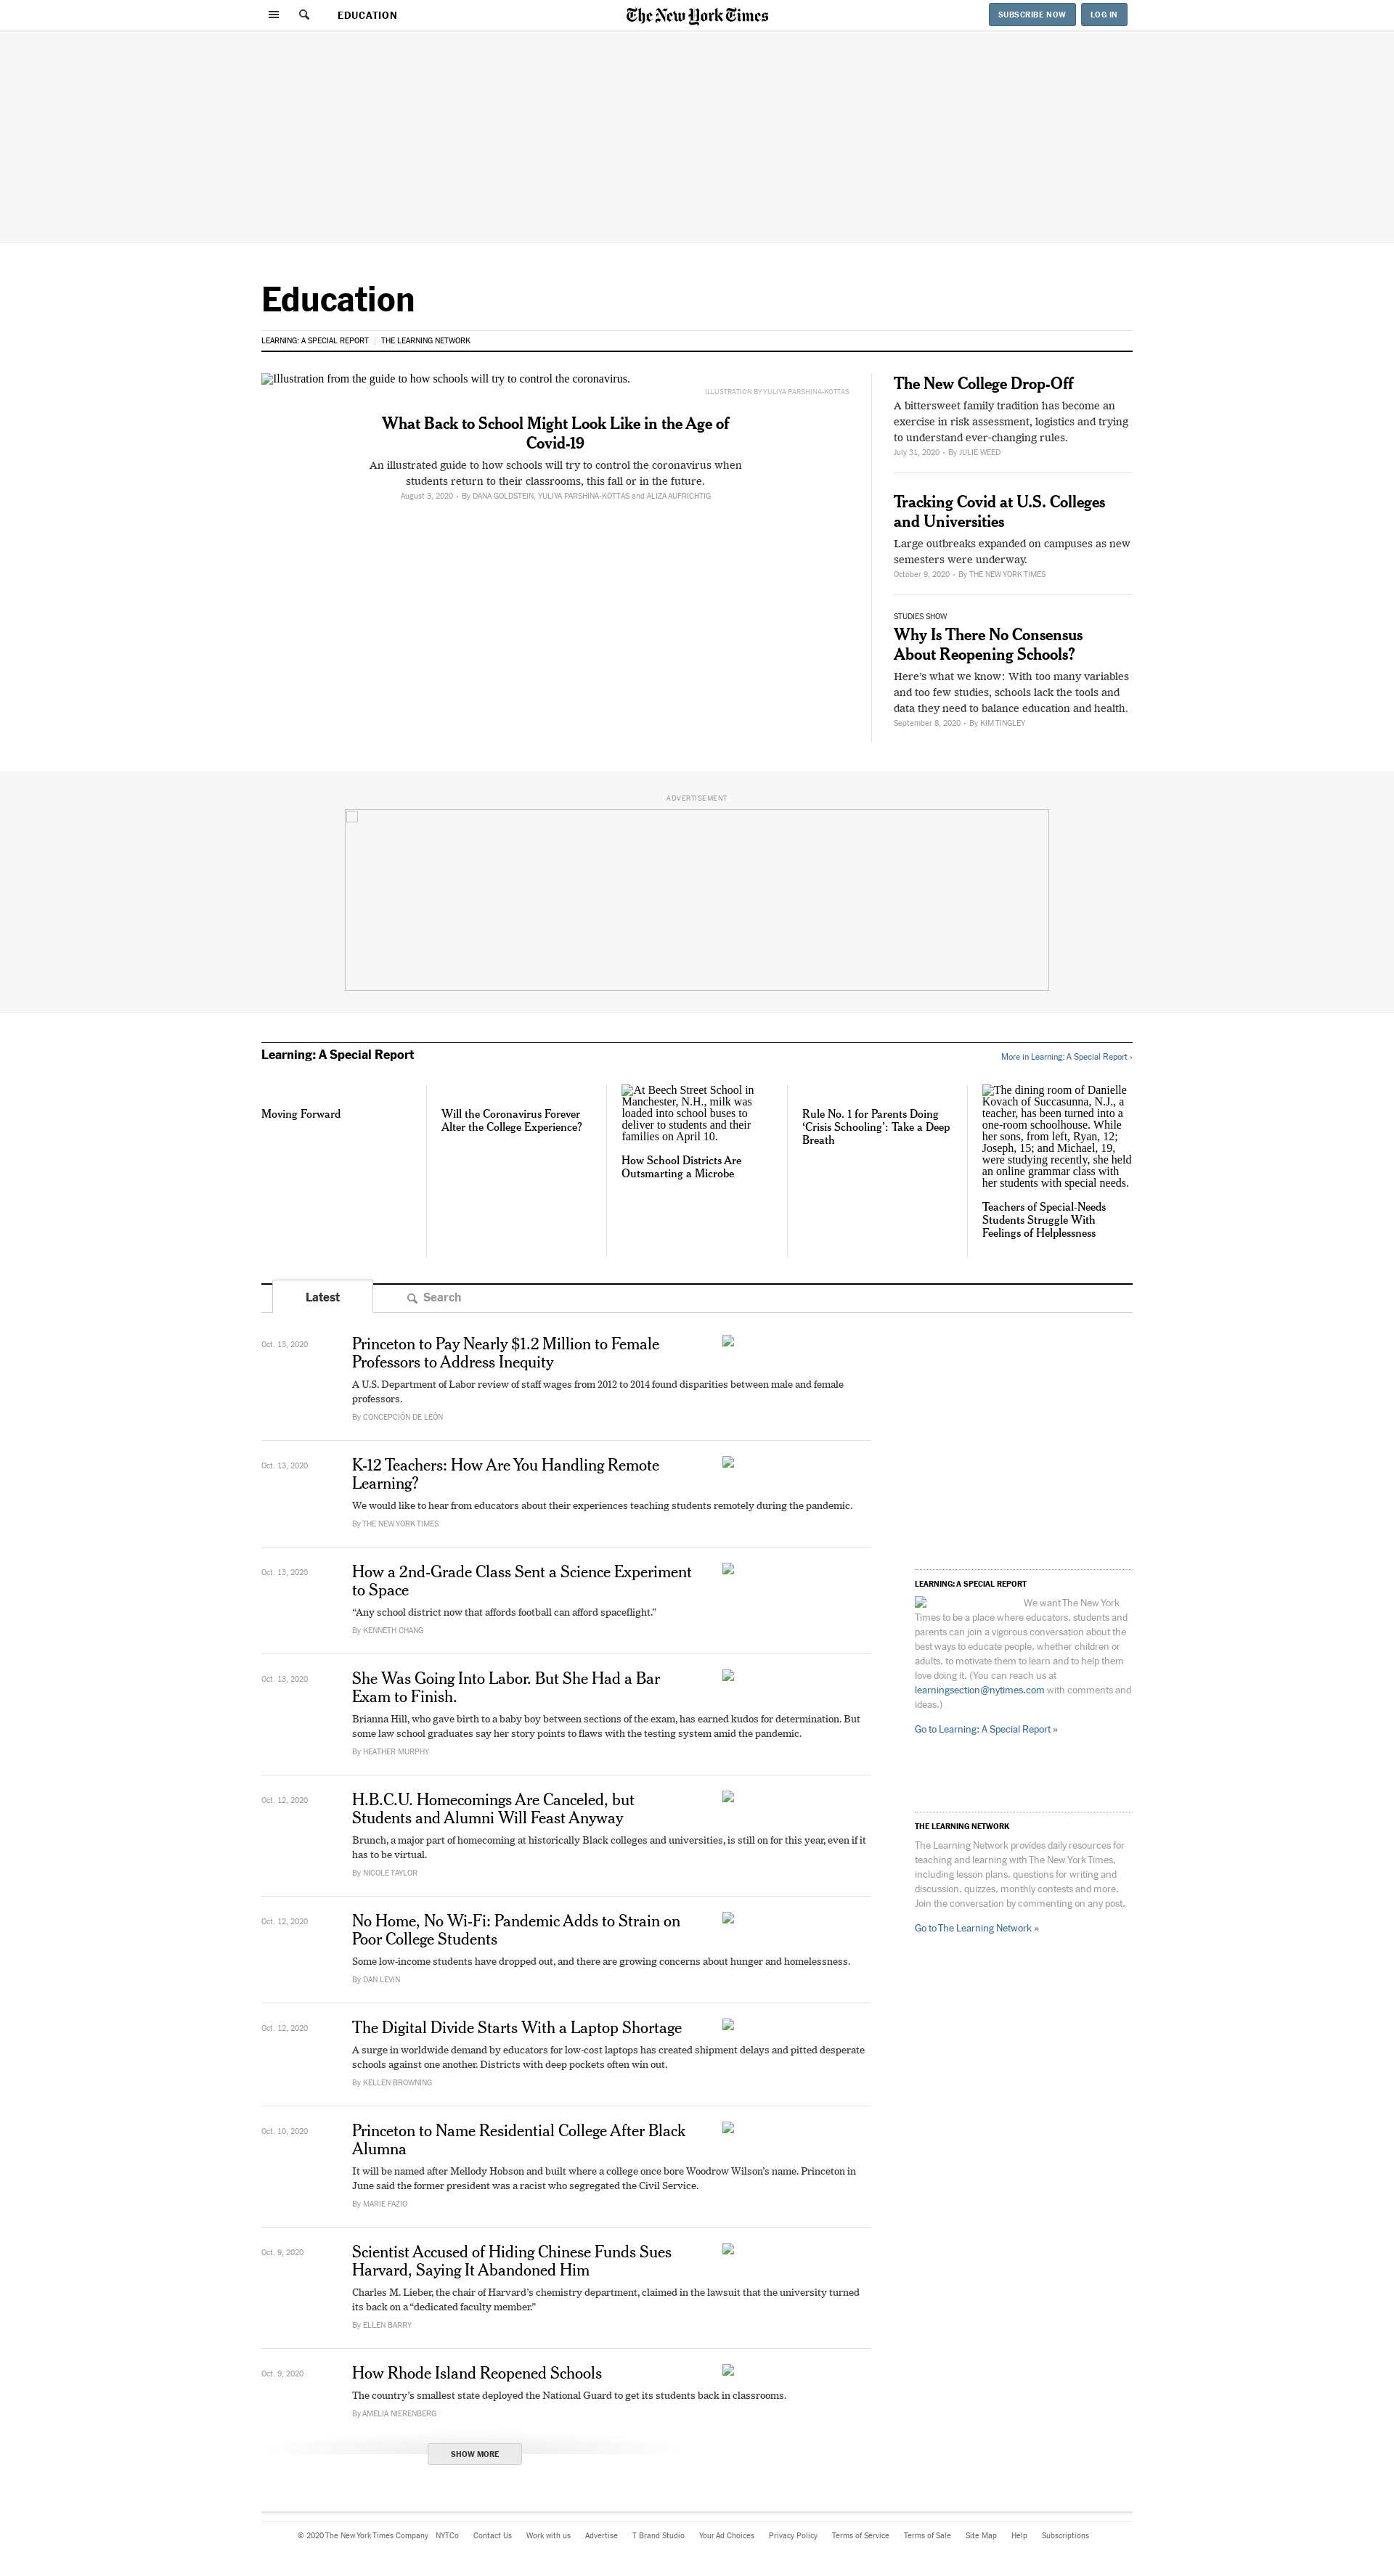 EDUCATION
The New York Times
SUBSCRIBE NOW
LOG IN
Education
LEARNING: A SPECIAL REPORT | THE LEARNING NETWORK
Illustration from the guide to how schools will try to control the coronavirus.
ILLUSTRATION BY YULIYA PARSHINA-KOTTAS
What Back to School Might Look Like in the Age of
Covid-19
An illustrated guide to how schools will try to control the coronavirus when
students return to their classrooms, this fall or in the future.
August 3, 2020 • By DANA GOLDSTEIN, YULIYA PARSHINA-KOTTAS and ALIZA AUFRICHTIG
The New College Drop-Off
A bittersweet family tradition has become an
exercise in risk assessment, logistics and trying
to understand ever-changing rules.
July 31, 2020 • By JULIE WEED
Tracking Covid at U.S. Colleges
and Universities
Large outbreaks expanded on campuses as new
semesters were underway.
October 9, 2020 • By THE NEW YORK TIMES
STUDIES SHOW
Why Is There No Consensus
About Reopening Schools?
Here’s what we know: With too many variables
and too few studies, schools lack the tools and
data they need to balance education and health.
September 8, 2020 • By KIM TINGLEY
ADVERTISEMENT
Learning: A Special Report
More in Learning: A Special Report ›
Moving Forward
Will the Coronavirus Forever
Alter the College Experience?
At Beech Street School in
Manchester, N.H., milk was
loaded into school buses to
deliver to students and their
families on April 10.
How School Districts Are
Outsmarting a Microbe
Rule No. 1 for Parents Doing
‘Crisis Schooling’: Take a Deep
Breath
The dining room of Danielle
Kovach of Succasunna, N.J., a
teacher, has been turned into a
one-room schoolhouse. While
her sons, from left, Ryan, 12;
Joseph, 15; and Michael, 19,
were studying recently, she held
an online grammar class with
her students with special needs.
Teachers of Special-Needs
Students Struggle With
Feelings of Helplessness
Latest
Search
Oct. 13, 2020
Princeton to Pay Nearly $1.2 Million to Female
Professors to Address Inequity
A U.S. Department of Labor review of staff wages from 2012 to 2014 found disparities between male and female
professors.
By CONCEPCIÓN DE LEÓN
Oct. 13, 2020
K-12 Teachers: How Are You Handling Remote
Learning?
We would like to hear from educators about their experiences teaching students remotely during the pandemic.
By THE NEW YORK TIMES
Oct. 13, 2020
How a 2nd-Grade Class Sent a Science Experiment
to Space
“Any school district now that affords football can afford spaceflight.”
By KENNETH CHANG
Oct. 13, 2020
She Was Going Into Labor. But She Had a Bar
Exam to Finish.
Brianna Hill, who gave birth to a baby boy between sections of the exam, has earned kudos for determination. But
some law school graduates say her story points to flaws with the testing system amid the pandemic.
By HEATHER MURPHY
Oct. 12, 2020
H.B.C.U. Homecomings Are Canceled, but
Students and Alumni Will Feast Anyway
Brunch, a major part of homecoming at historically Black colleges and universities, is still on for this year, even if it
has to be virtual.
By NICOLE TAYLOR
Oct. 12, 2020
No Home, No Wi-Fi: Pandemic Adds to Strain on
Poor College Students
Some low-income students have dropped out, and there are growing concerns about hunger and homelessness.
By DAN LEVIN
Oct. 12, 2020
The Digital Divide Starts With a Laptop Shortage
A surge in worldwide demand by educators for low-cost laptops has created shipment delays and pitted desperate
schools against one another. Districts with deep pockets often win out.
By KELLEN BROWNING
Oct. 10, 2020
Princeton to Name Residential College After Black
Alumna
It will be named after Mellody Hobson and built where a college once bore Woodrow Wilson’s name. Princeton in
June said the former president was a racist who segregated the Civil Service.
By MARIE FAZIO
Oct. 9, 2020
Scientist Accused of Hiding Chinese Funds Sues
Harvard, Saying It Abandoned Him
Charles M. Lieber, the chair of Harvard’s chemistry department, claimed in the lawsuit that the university turned
its back on a “dedicated faculty member.”
By ELLEN BARRY
Oct. 9, 2020
How Rhode Island Reopened Schools
The country’s smallest state deployed the National Guard to get its students back in classrooms.
By AMELIA NIERENBERG
SHOW MORE
LEARNING: A SPECIAL REPORT
We want The New York
Times to be a place where educators, students and
parents can join a vigorous conversation about the
best ways to educate people, whether children or
adults, to motivate them to learn and to help them
love doing it. (You can reach us at
learningsection@nytimes.com with comments and
ideas.)
Go to Learning: A Special Report »
THE LEARNING NETWORK
The Learning Network provides daily resources for
teaching and learning with The New York Times,
including lesson plans, questions for writing and
discussion, quizzes, monthly contests and more.
Join the conversation by commenting on any post.
Go to The Learning Network »
© 2020 The New York Times Company NYTCo Contact Us Work with us Advertise T Brand Studio Your Ad Choices Privacy Policy Terms of Service Terms of Sale Site Map Help Subscriptions